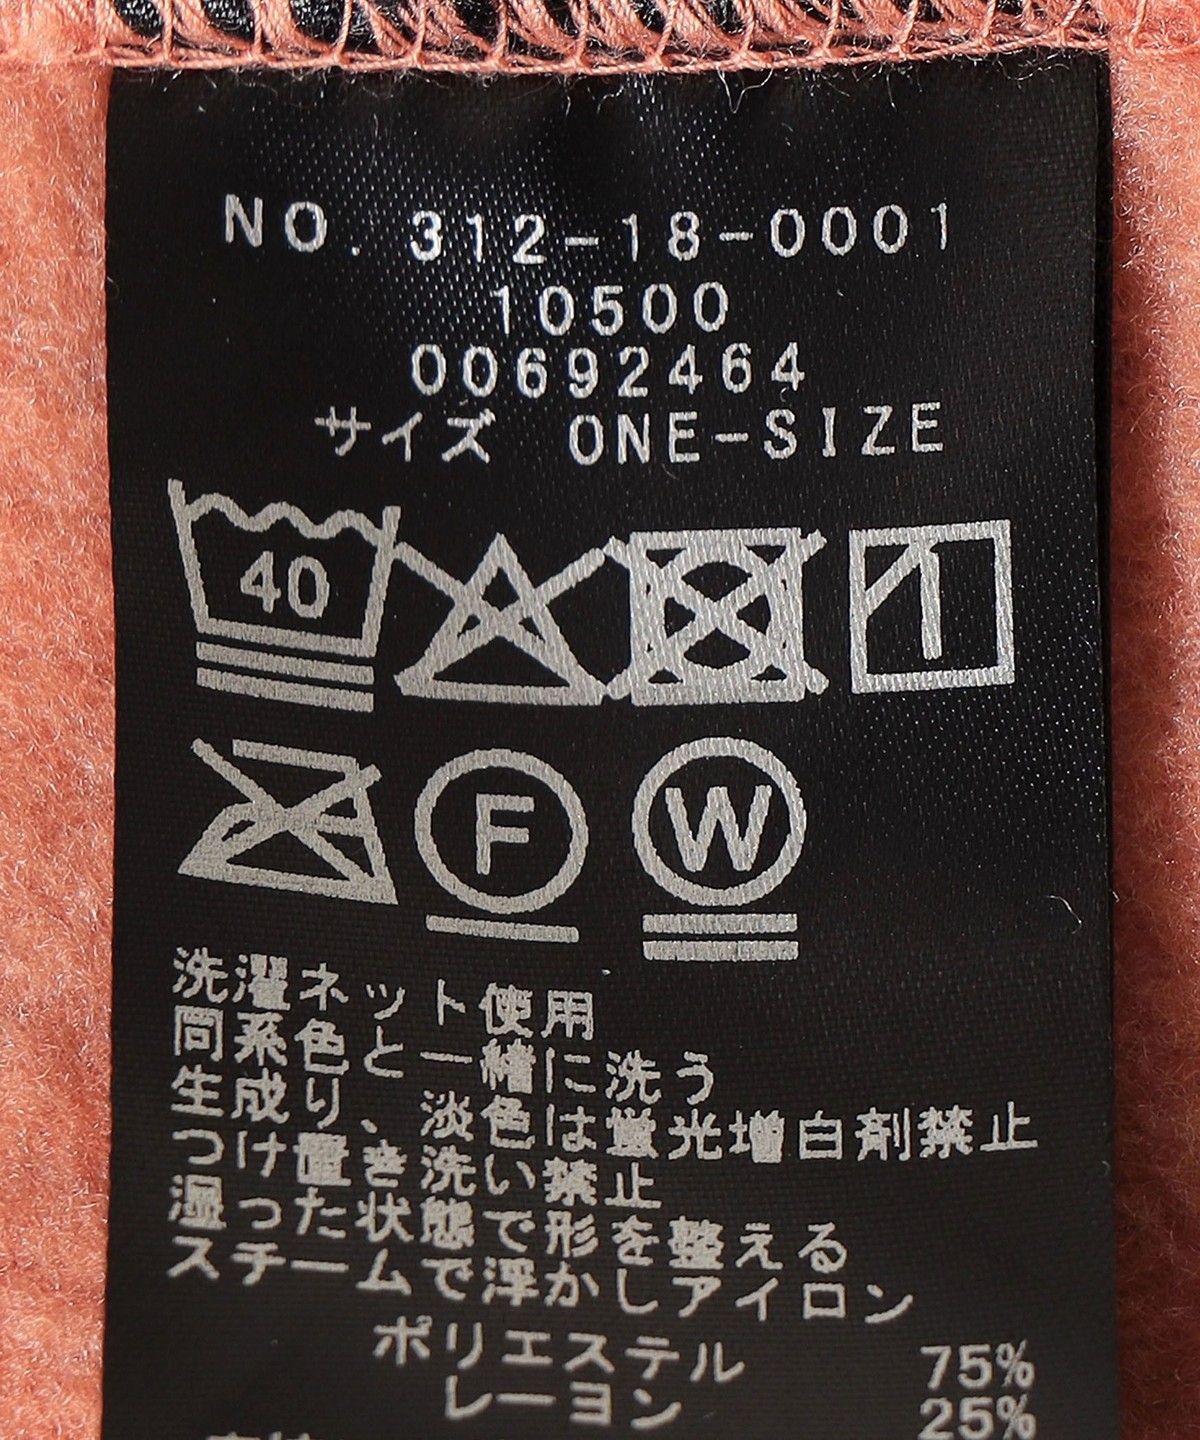 NO. 312-18-0001
10500
00692464
サイズ ONE-SIZE
40
F
W
洗濯ネット使用
同系色と一緒に洗う
生成り、淡色は蛍光増白剤禁止
つけ置き洗い禁止
湿った状態で形を整える
スチームで浮かしアイロン
ポリエステル 75%
レーヨン 25%